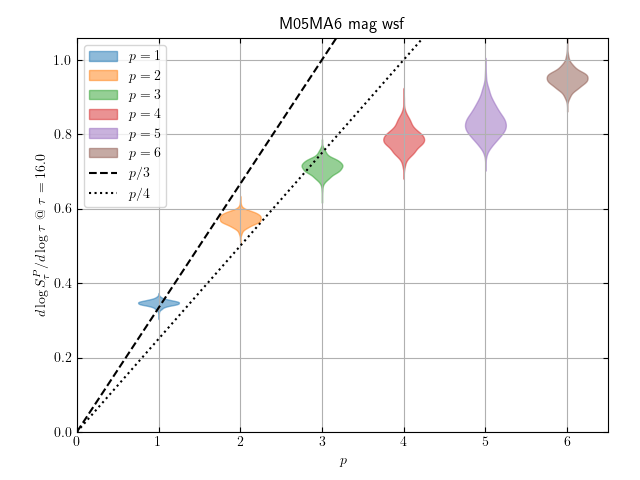 M05MA6 mag wsf
1.0
0.8
0.6
0.4
0.2
0.0
d log S_τ^P / d log τ @ τ = 16.0
p = 1
p = 2
p = 3
p = 4
p = 5
p = 6
p/3
p/4
0 1 2 3 4 5 6
p